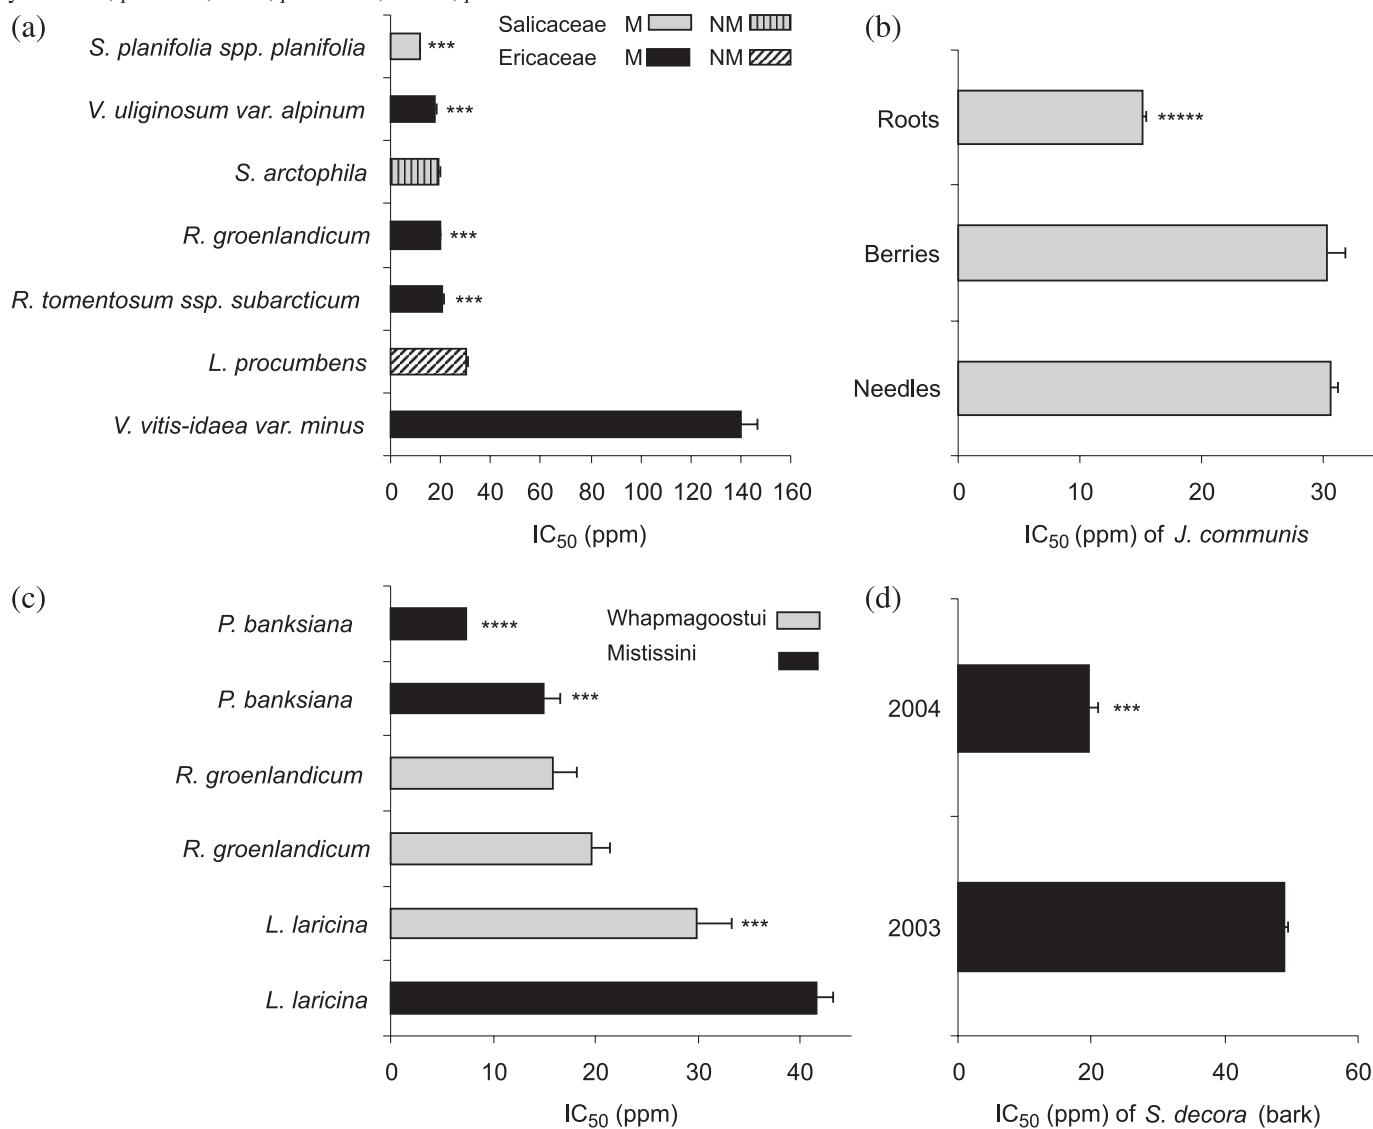 (a)
Salicaceae M NM
Ericaceae M NM
S. planifolia spp. planifolia ***
V. uliginosum var. alpinum ***
S. arctophila
R. groenlandicum ***
R. tomentosum ssp. subarcticum ***
L. procumbens
V. vitis-idaea var. minus
0 20 40 60 80 100 120 140 160
IC50 (ppm)
(b)
Roots *****
Berries
Needles
0 10 20 30
IC50 (ppm) of J. communis
(c)
Whapmagoostui
Mistissini
P. banksiana ****
P. banksiana ***
R. groenlandicum
R. groenlandicum
L. laricina ***
L. laricina
0 10 20 30 40
IC50 (ppm)
(d)
2004 ***
2003
0 20 40 60
IC50 (ppm) of S. decora (bark)